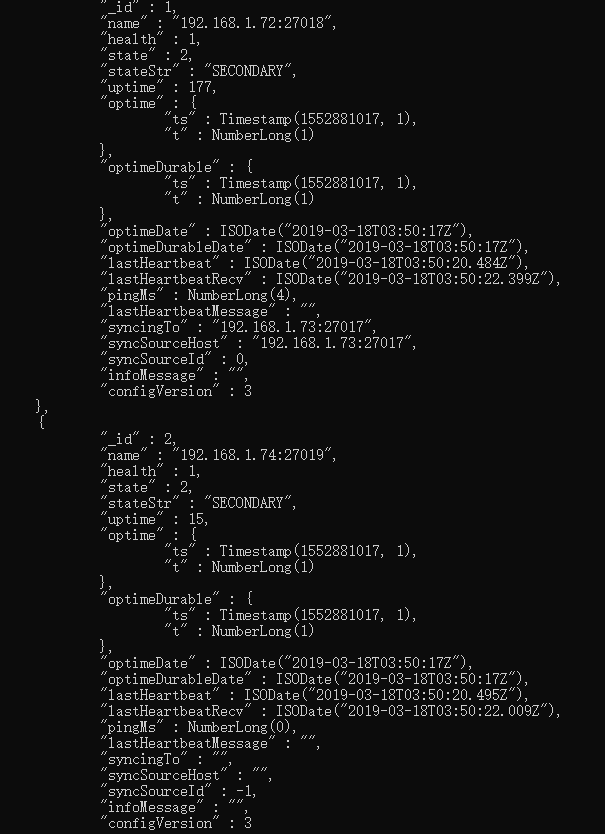 "_id" : 1,
"name" : "192.168.1.72:27018",
"health" : 1,
"state" : 2,
"stateStr" : "SECONDARY",
"uptime" : 177,
"optime" : {
"ts" : Timestamp(1552881017, 1),
"t" : NumberLong(1)
},
"optimeDurable" : {
"ts" : Timestamp(1552881017, 1),
"t" : NumberLong(1)
},
"optimeDate" : ISODate("2019-03-18T03:50:17Z"),
"optimeDurableDate" : ISODate("2019-03-18T03:50:17Z"),
"lastHeartbeat" : ISODate("2019-03-18T03:50:20.484Z"),
"lastHeartbeatRecv" : ISODate("2019-03-18T03:50:22.399Z"),
"pingMs" : NumberLong(4),
"lastHeartbeatMessage" : "",
"syncingTo" : "192.168.1.73:27017",
"syncSourceHost" : "192.168.1.73:27017",
"syncSourceId" : 0,
"infoMessage" : "",
"configVersion" : 3
},
{
"_id" : 2,
"name" : "192.168.1.74:27019",
"health" : 1,
"state" : 2,
"stateStr" : "SECONDARY",
"uptime" : 15,
"optime" : {
"ts" : Timestamp(1552881017, 1),
"t" : NumberLong(1)
},
"optimeDurable" : {
"ts" : Timestamp(1552881017, 1),
"t" : NumberLong(1)
},
"optimeDate" : ISODate("2019-03-18T03:50:17Z"),
"optimeDurableDate" : ISODate("2019-03-18T03:50:17Z"),
"lastHeartbeat" : ISODate("2019-03-18T03:50:20.495Z"),
"lastHeartbeatRecv" : ISODate("2019-03-18T03:50:22.009Z"),
"pingMs" : NumberLong(0),
"lastHeartbeatMessage" : "",
"syncingTo" : "",
"syncSourceHost" : "",
"syncSourceId" : -1,
"infoMessage" : "",
"configVersion" : 3